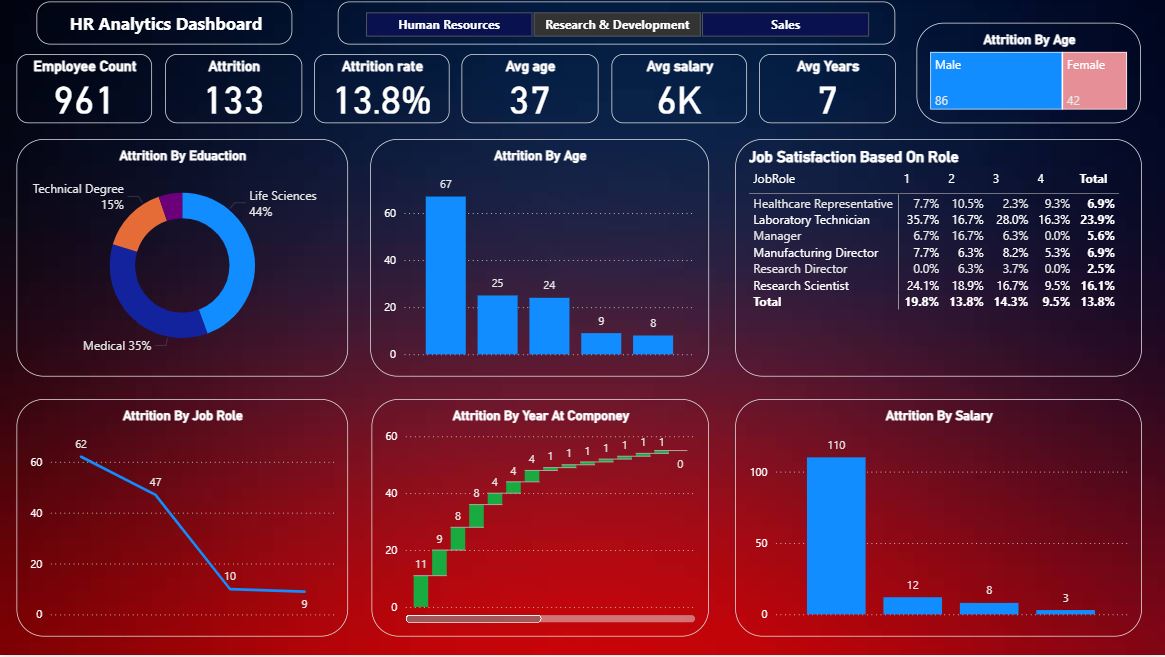 HR Analytics Dashboard
Human Resources
Research & Development
Sales
Employee Count
961
Attrition
133
Attrition rate
13.8%
Avg age
37
Avg salary
6K
Avg Years
7
Attrition By Age
Male
86
Female
42
Attrition By Eduaction
Technical Degree
15%
Life Sciences
44%
Medical 35%
Attrition By Age
60
40
20
0
67
25
24
9
8
Job Satisfaction Based On Role
JobRole 1 2 3 4 Total
Healthcare Representative 7.7% 10.5% 2.3% 9.3% 6.9%
Laboratory Technician 35.7% 16.7% 28.0% 16.3% 23.9%
Manager 6.7% 16.7% 6.3% 0.0% 5.6%
Manufacturing Director 7.7% 6.3% 8.2% 5.3% 6.9%
Research Director 0.0% 6.3% 3.7% 0.0% 2.5%
Research Scientist 24.1% 18.9% 16.7% 9.5% 16.1%
Total 19.8% 13.8% 14.3% 9.5% 13.8%
Attrition By Job Role
60
40
20
0
62
47
10
9
Attrition By Year At Componey
60
40
20
0
11
9
8
8
4
4
4
1
1
1
1
1
1
1
0
Attrition By Salary
100
50
0
110
12
8
3